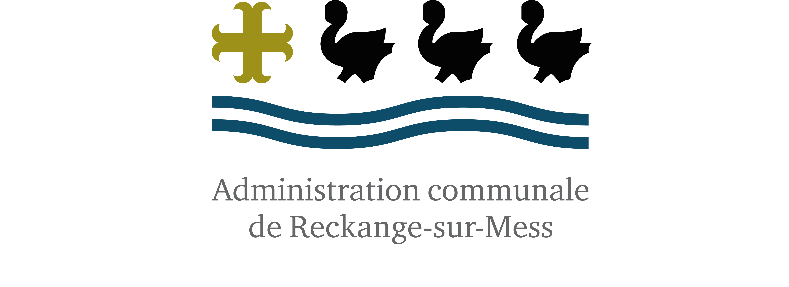 Administration communale
de Reckange-sur-Mess